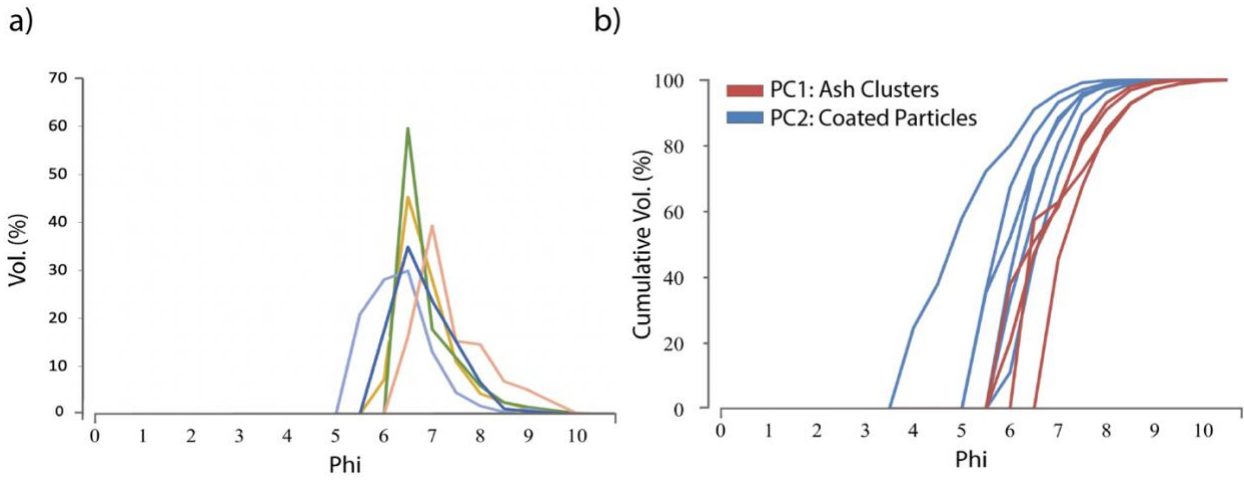 a)
70
60
50
40
30
20
10
0
Vol. (%)
0 1 2 3 4 5 6 7 8 9 10
Phi
b)
100
80
60
40
20
0
Cumulative Vol. (%)
PC1: Ash Clusters
PC2: Coated Particles
0 1 2 3 4 5 6 7 8 9 10
Phi